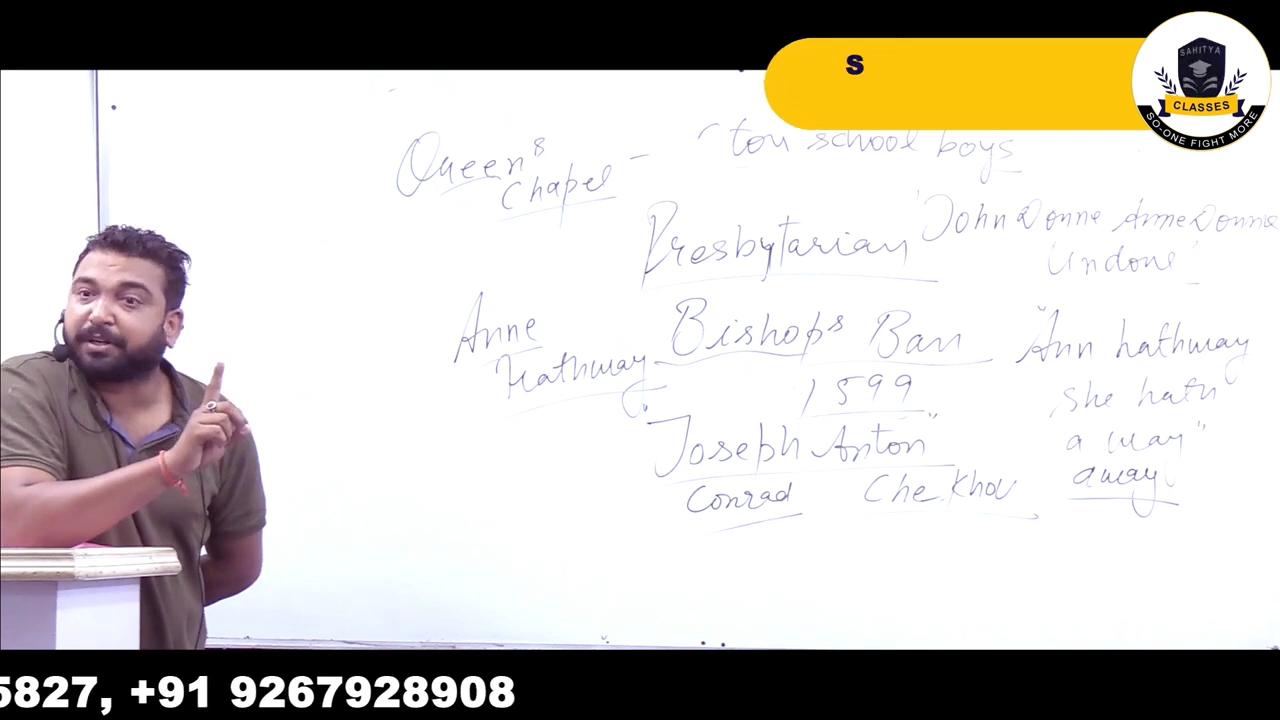 S
SAHITYA
CLASSES
SO-ONE FIGHT MORE
Queen's
Chapel -
" ton school boys
Presbytarian
'John Donne Anne Donne
Undone'
Anne
Hathway
Bishops Ban
1599
"Ann hathway
she hath
a way"
away
"Joseph Anton"
Conrad Chekhov
5827, +91 9267928908